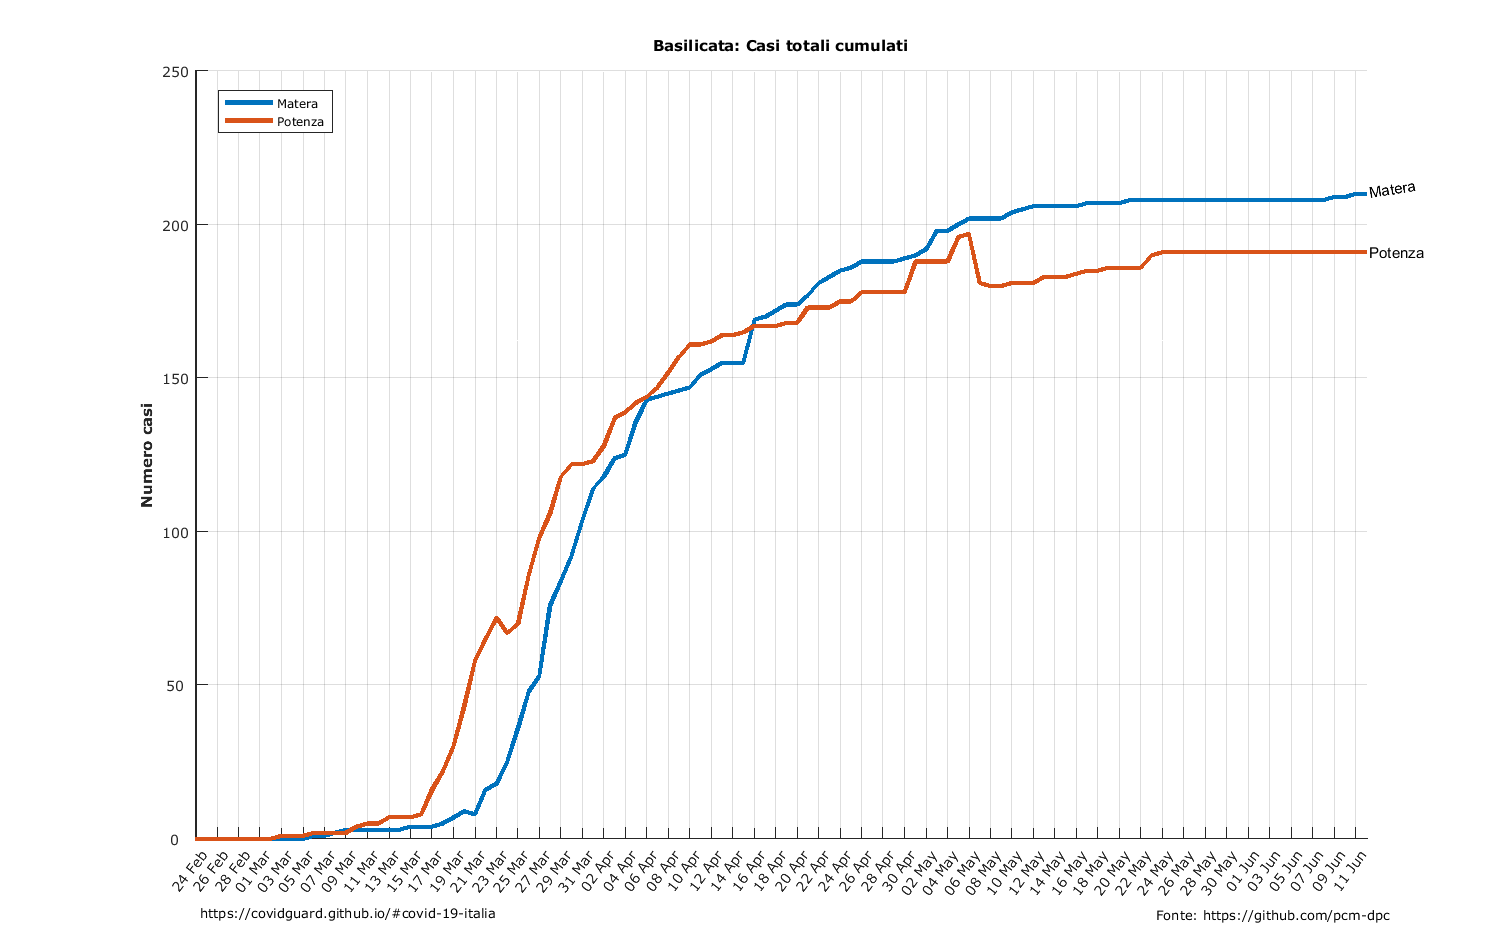 Basilicata: Casi totali cumulati
250
200
150
100
50
0
Numero casi
Matera
Potenza
Matera
Potenza
24 Feb
26 Feb
28 Feb
01 Mar
03 Mar
05 Mar
07 Mar
09 Mar
11 Mar
13 Mar
15 Mar
17 Mar
19 Mar
21 Mar
23 Mar
25 Mar
27 Mar
29 Mar
31 Mar
02 Apr
04 Apr
06 Apr
08 Apr
10 Apr
12 Apr
14 Apr
16 Apr
18 Apr
20 Apr
22 Apr
24 Apr
26 Apr
28 Apr
30 Apr
02 May
04 May
06 May
08 May
10 May
12 May
14 May
16 May
18 May
20 May
22 May
24 May
26 May
28 May
30 May
01 Jun
03 Jun
05 Jun
07 Jun
09 Jun
11 Jun
https://covidguard.github.io/#covid-19-italia
Fonte: https://github.com/pcm-dpc